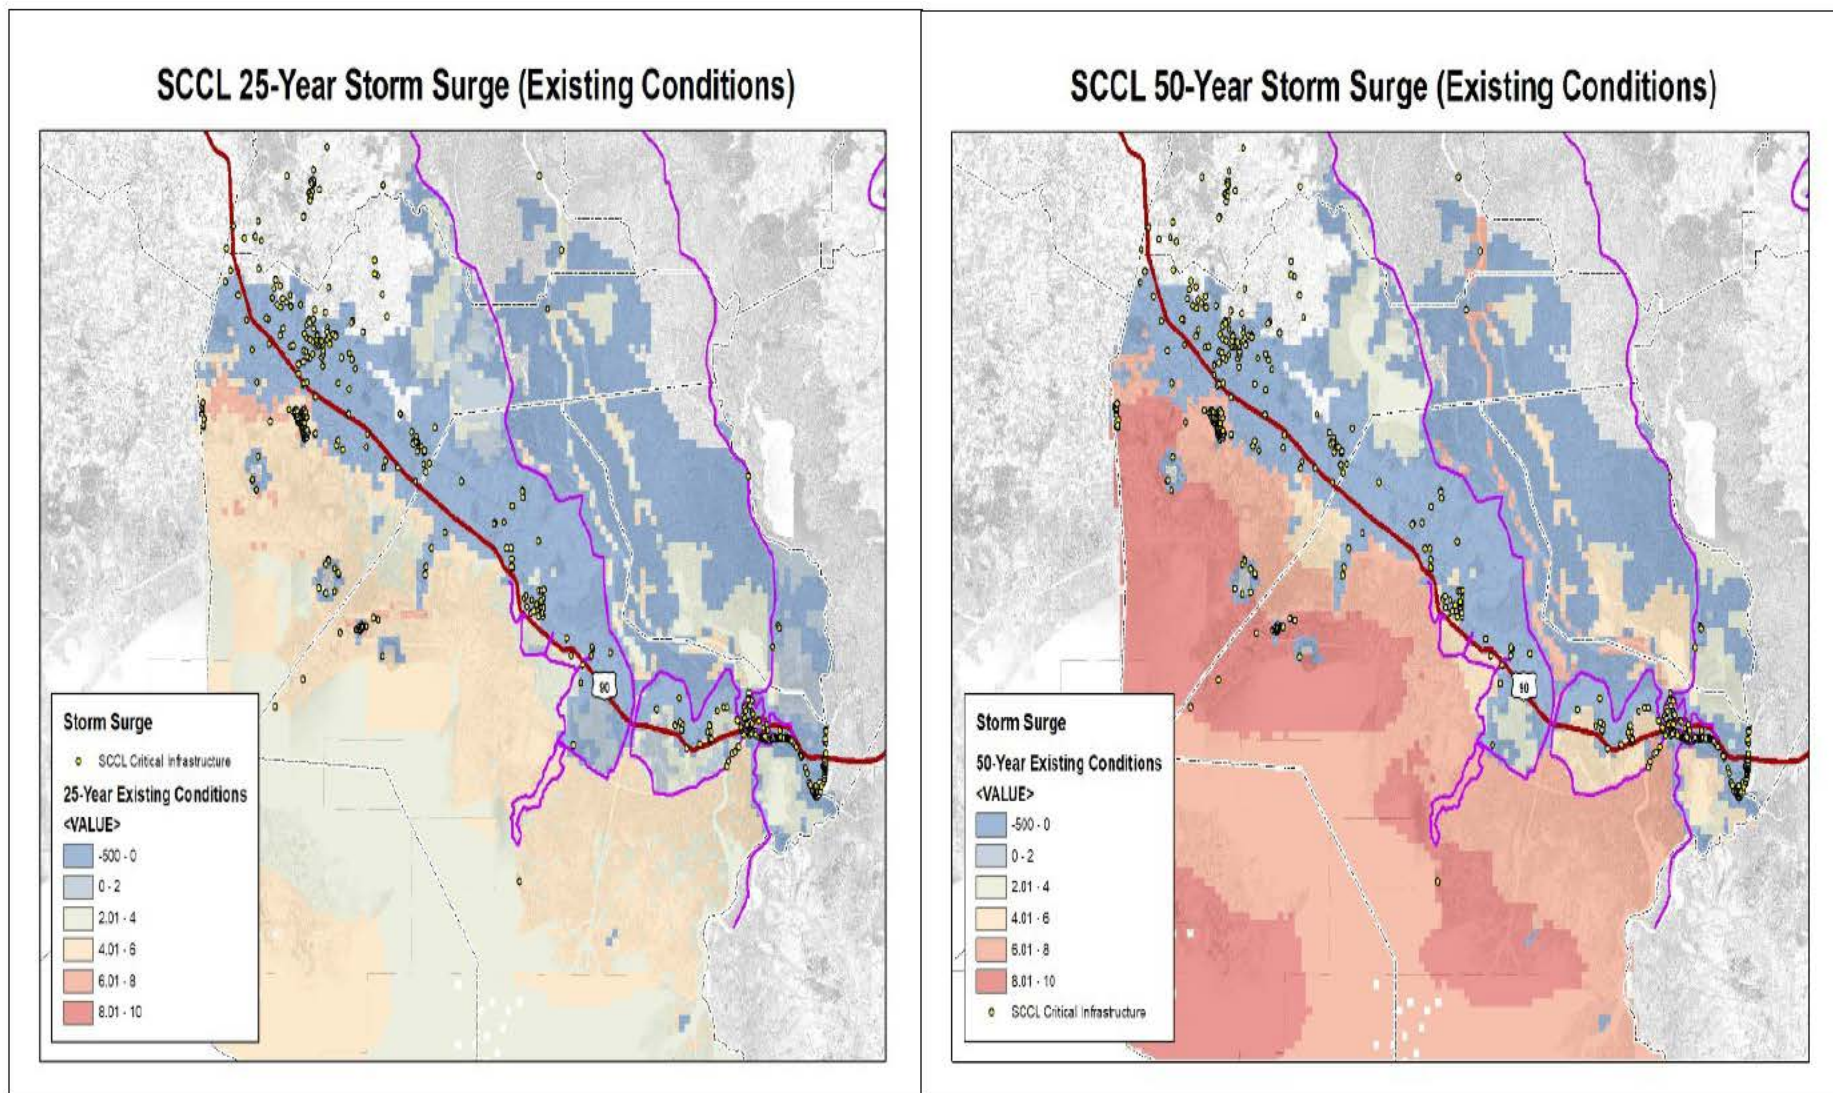 SCCL 25-Year Storm Surge (Existing Conditions)
90
Storm Surge
SCCL Critical Infrastructure
25-Year Existing Conditions
<VALUE>
-500 - 0
0 - 2
2.01 - 4
4.01 - 6
6.01 - 8
8.01 - 10
SCCL 50-Year Storm Surge (Existing Conditions)
90
Storm Surge
50-Year Existing Conditions
<VALUE>
-500 - 0
0 - 2
2.01 - 4
4.01 - 6
6.01 - 8
8.01 - 10
SCCL Critical Infrastructure